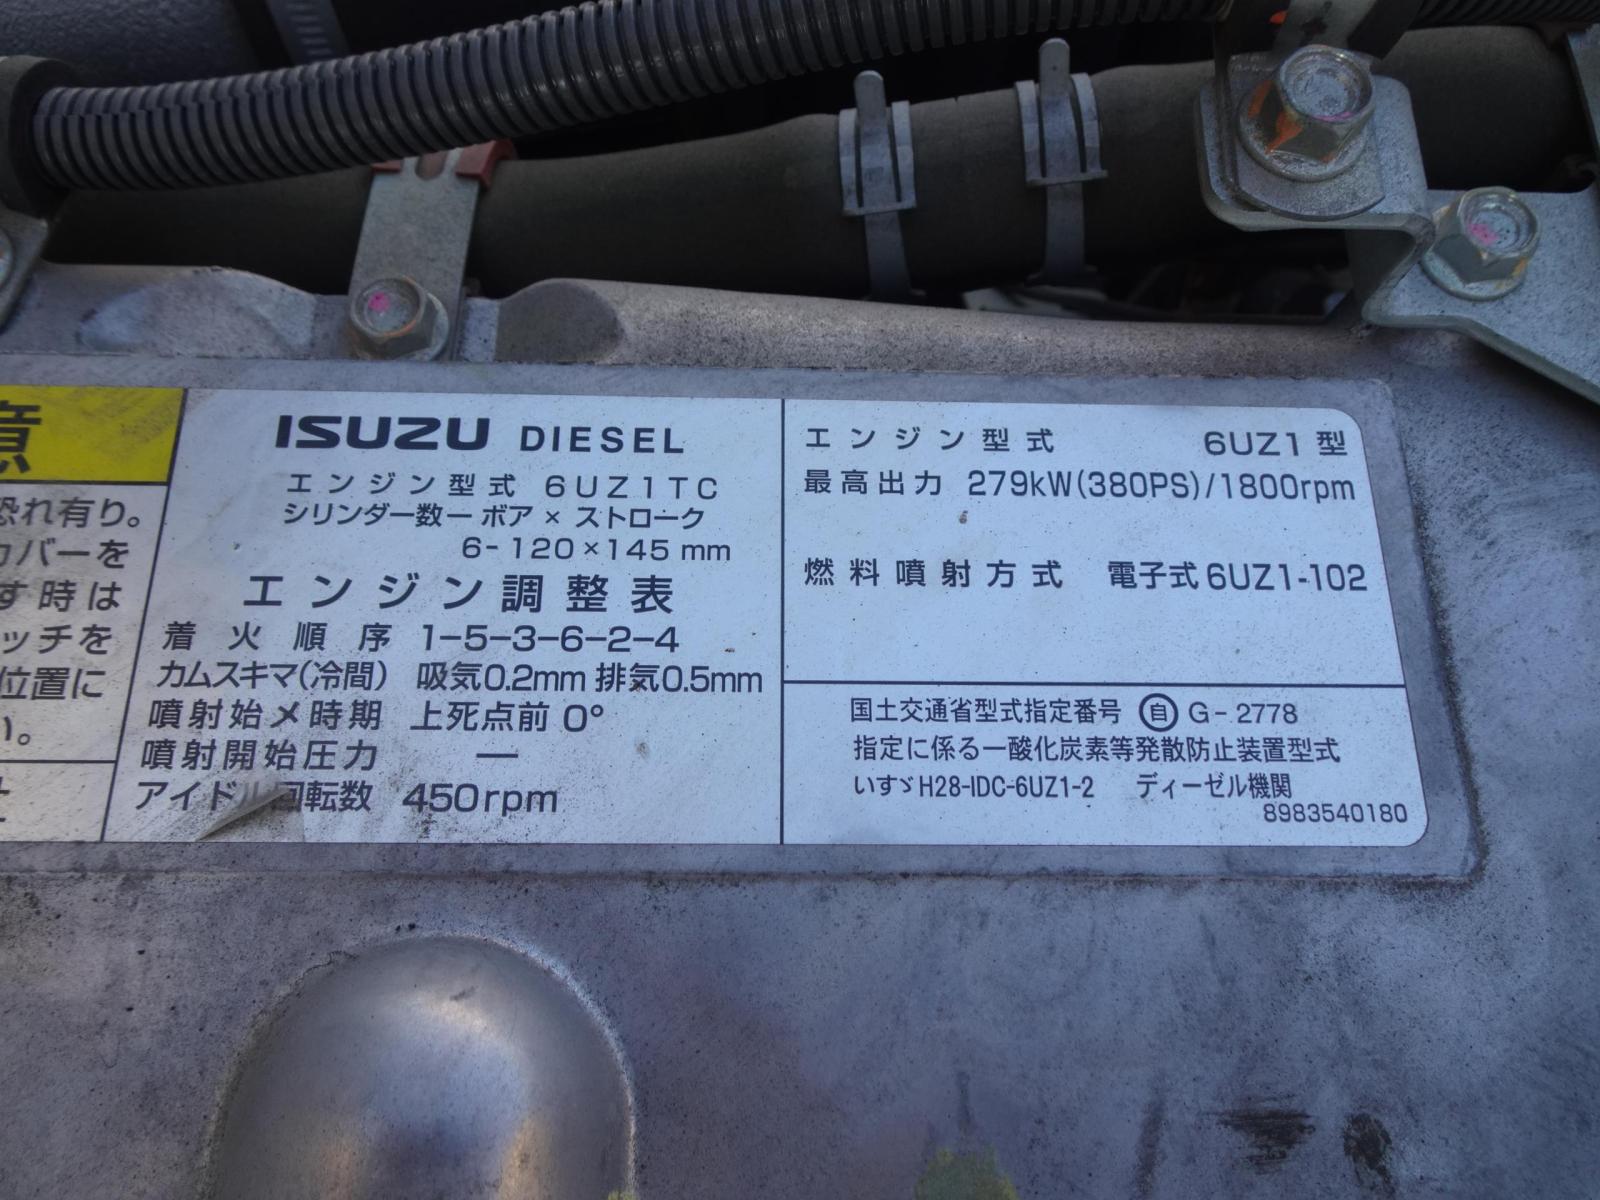 意
恐れ有り。
カバーを
す時は
ッチを
位置に
い。
ISUZU DIESEL
エンジン型式 6UZ1TC
シリンダー数ー ボア × ストローク
6-120×145 mm
エンジン調整表
着火順序 1-5-3-6-2-4
カムスキマ(冷間) 吸気0.2mm 排気0.5mm
噴射始メ時期 上死点前 0°
噴射開始圧力 —
アイドル回転数 450rpm
エンジン型式 6UZ1型
最高出力 279kW(380PS)/1800rpm
燃料噴射方式 電子式6UZ1-102
国土交通省型式指定番号 ㊐ G-2778
指定に係る一酸化炭素等発散防止装置型式
いすゞH28-IDC-6UZ1-2 ディーゼル機関
8983540180